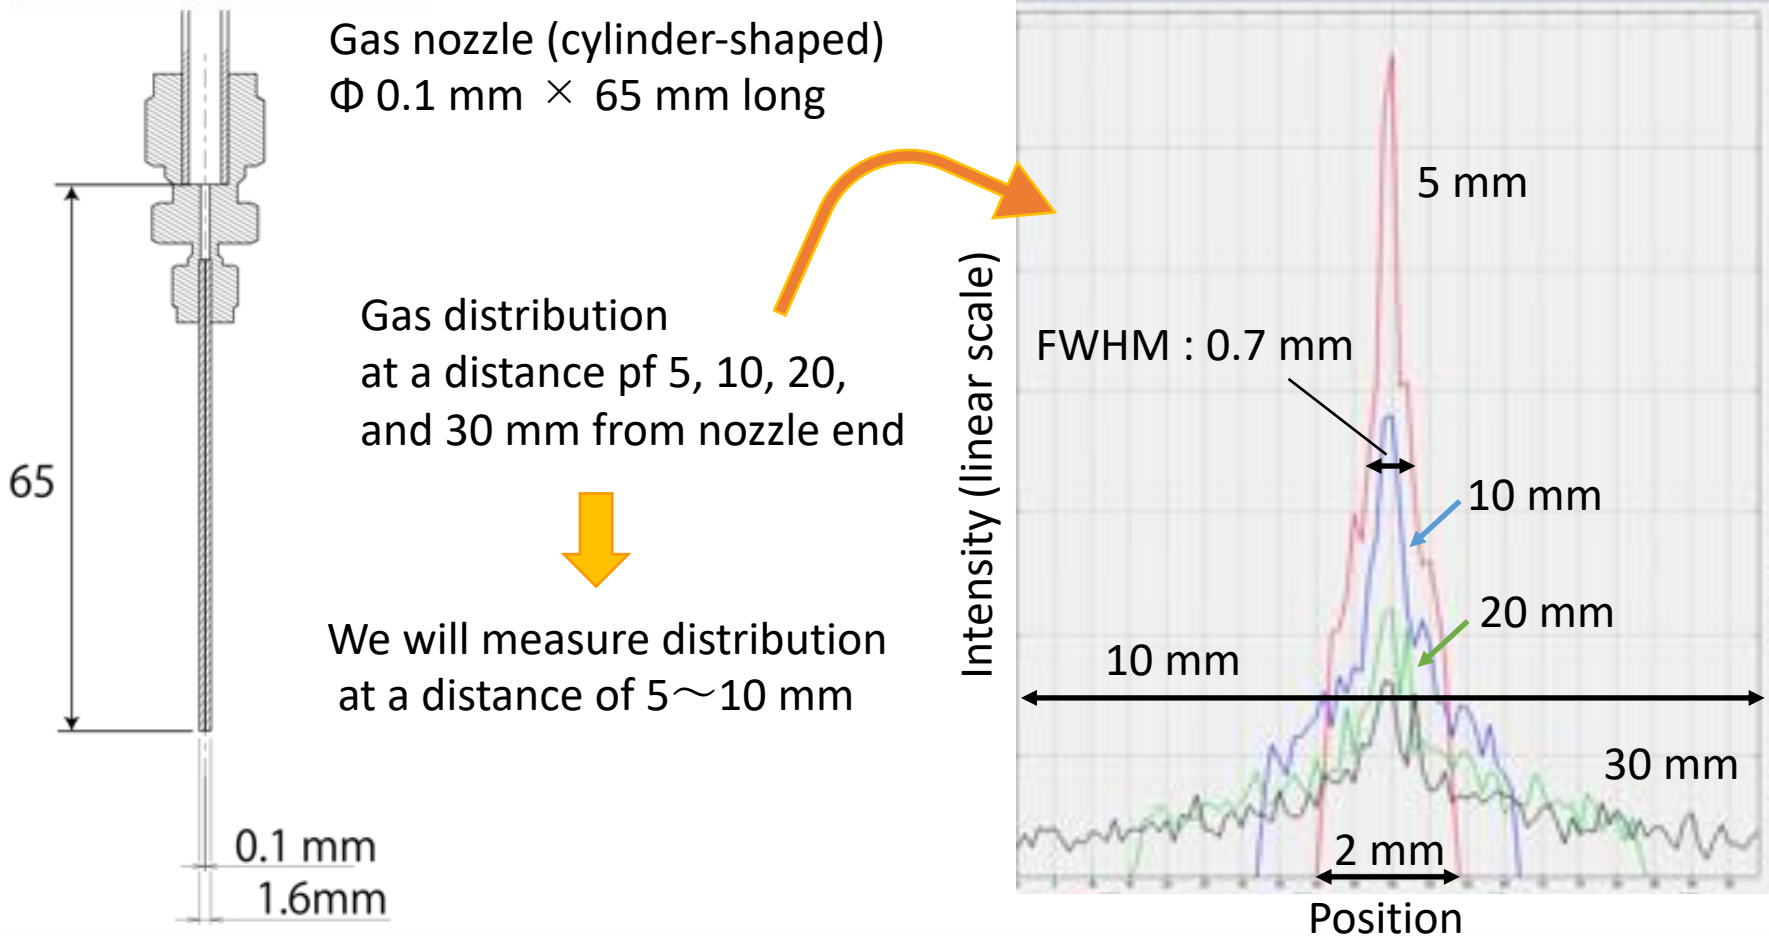 Gas nozzle (cylinder-shaped)
Φ 0.1 mm × 65 mm long
Gas distribution
at a distance pf 5, 10, 20,
and 30 mm from nozzle end
We will measure distribution
at a distance of 5～10 mm
65
0.1 mm
1.6mm
Intensity (linear scale)
5 mm
FWHM : 0.7 mm
10 mm
20 mm
10 mm
30 mm
2 mm
Position